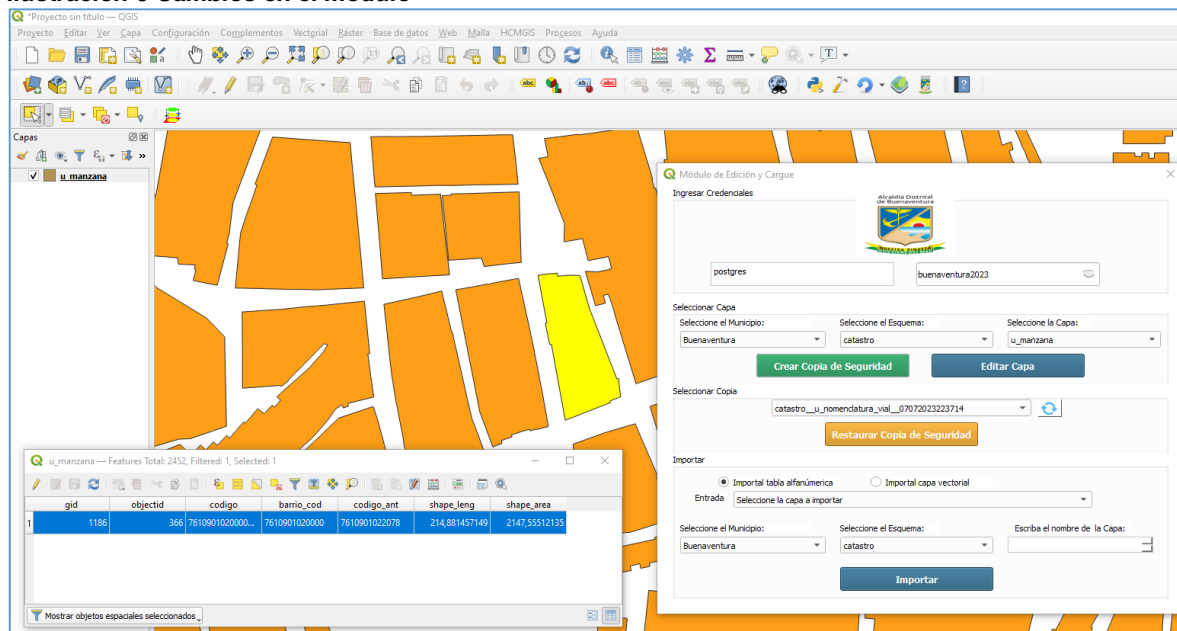 *Proyecto sin título — QGIS
Proyecto Editar Ver Capa Configuración Complementos Vectorial Ráster Base de datos Web Malla HCMGIS Procesos Ayuda
Capas
u_manzana
Módulo de Edición y Cargue
Ingresar Credenciales
Alcaldía Distrital
de Buenaventura
postgres
buenaventura2023
Seleccionar Capa
Seleccione el Municipio: Seleccione el Esquema: Seleccione la Capa:
Buenaventura catastro u_manzana
Crear Copia de Seguridad Editar Capa
Seleccionar Copia
catastro__u_nomendatura_vial__07072023223714
Restaurar Copia de Seguridad
Importar
Importal tabla alfanúmerica Importal capa vectorial
Entrada Seleccione la capa a importar
Seleccione el Municipio: Seleccione el Esquema: Escriba el nombre de la Capa:
Buenaventura catastro
Importar
u_manzana — Features Total: 2452, Filtered: 1, Selected: 1
gid objectid codigo barrio_cod codigo_ant shape_leng shape_area
1 1186 366 7610901020000... 7610901020000 7610901022078 214,881457149 2147,55512135
Mostrar objetos espaciales seleccionados